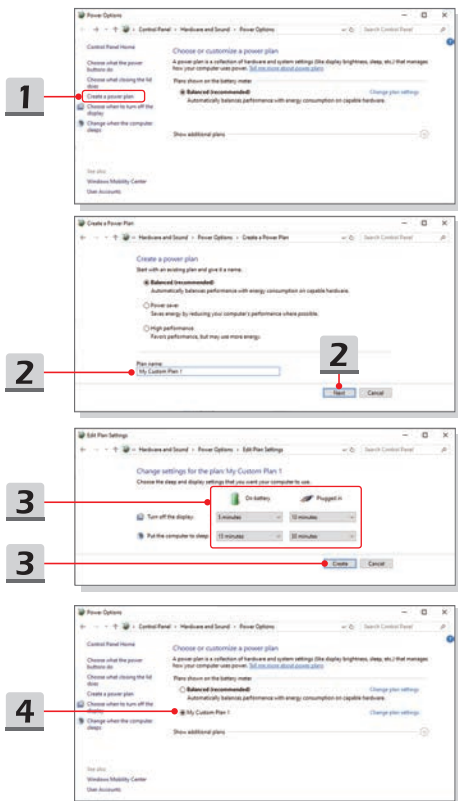 Power Options
Control Panel › Hardware and Sound › Power Options
Search Control Panel
Control Panel Home
Choose what the power
buttons do
Choose what closing the lid
does
1
Create a power plan
Choose when to turn off the
display
Change when the computer
sleeps
See also
Windows Mobility Center
User Accounts
Choose or customize a power plan
A power plan is a collection of hardware and system settings (like display brightness, sleep, etc.) that manages
how your computer uses power. Tell me more about power plans
Plans shown on the battery meter
Balanced (recommended)
Change plan settings
Automatically balances performance with energy consumption on capable hardware.
Show additional plans
Create a Power Plan
Hardware and Sound › Power Options › Create a Power Plan
Search Control Panel
Create a power plan
Start with an existing plan and give it a name.
Balanced (recommended)
Automatically balances performance with energy consumption on capable hardware.
Power saver
Saves energy by reducing your computer's performance where possible.
High performance
Favors performance, but may use more energy.
Plan name:
2
My Custom Plan 1
2
Next
Cancel
Edit Plan Settings
Hardware and Sound › Power Options › Edit Plan Settings
Search Control Panel
Change settings for the plan: My Custom Plan 1
Choose the sleep and display settings that you want your computer to use.
3
On battery
Plugged in
Turn off the display:
5 minutes
10 minutes
Put the computer to sleep:
15 minutes
30 minutes
3
Create
Cancel
Power Options
Control Panel › Hardware and Sound › Power Options
Search Control Panel
Control Panel Home
Choose what the power
buttons do
Choose what closing the lid
does
Create a power plan
Choose when to turn off the
display
Change when the computer
sleeps
See also
Windows Mobility Center
User Accounts
Choose or customize a power plan
A power plan is a collection of hardware and system settings (like display brightness, sleep, etc.) that manages
how your computer uses power. Tell me more about power plans
Plans shown on the battery meter
Balanced (recommended)
Change plan settings
Automatically balances performance with energy consumption on capable hardware.
4
My Custom Plan 1
Change plan settings
Show additional plans